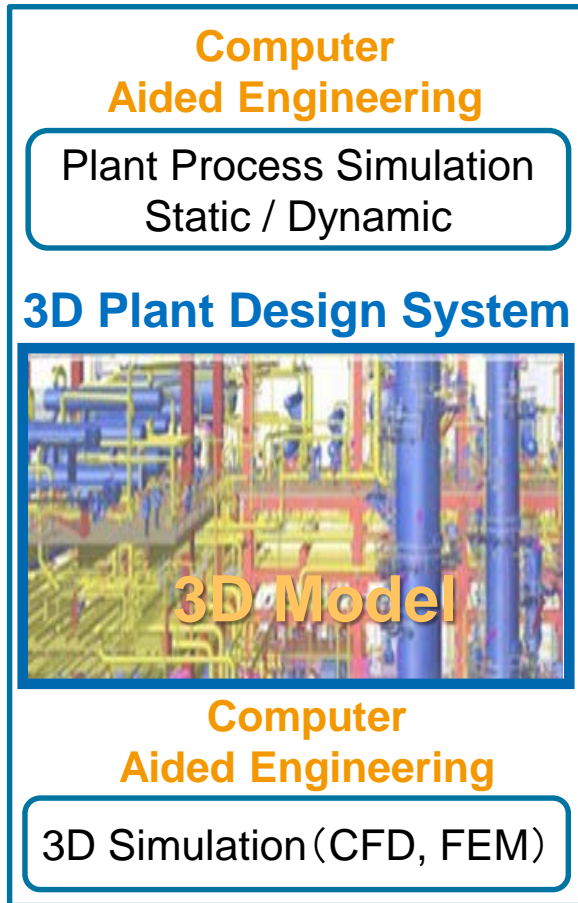 Computer
Aided Engineering
Plant Process Simulation
Static / Dynamic
3D Plant Design System
3D Model
Computer
Aided Engineering
3D Simulation（CFD, FEM）